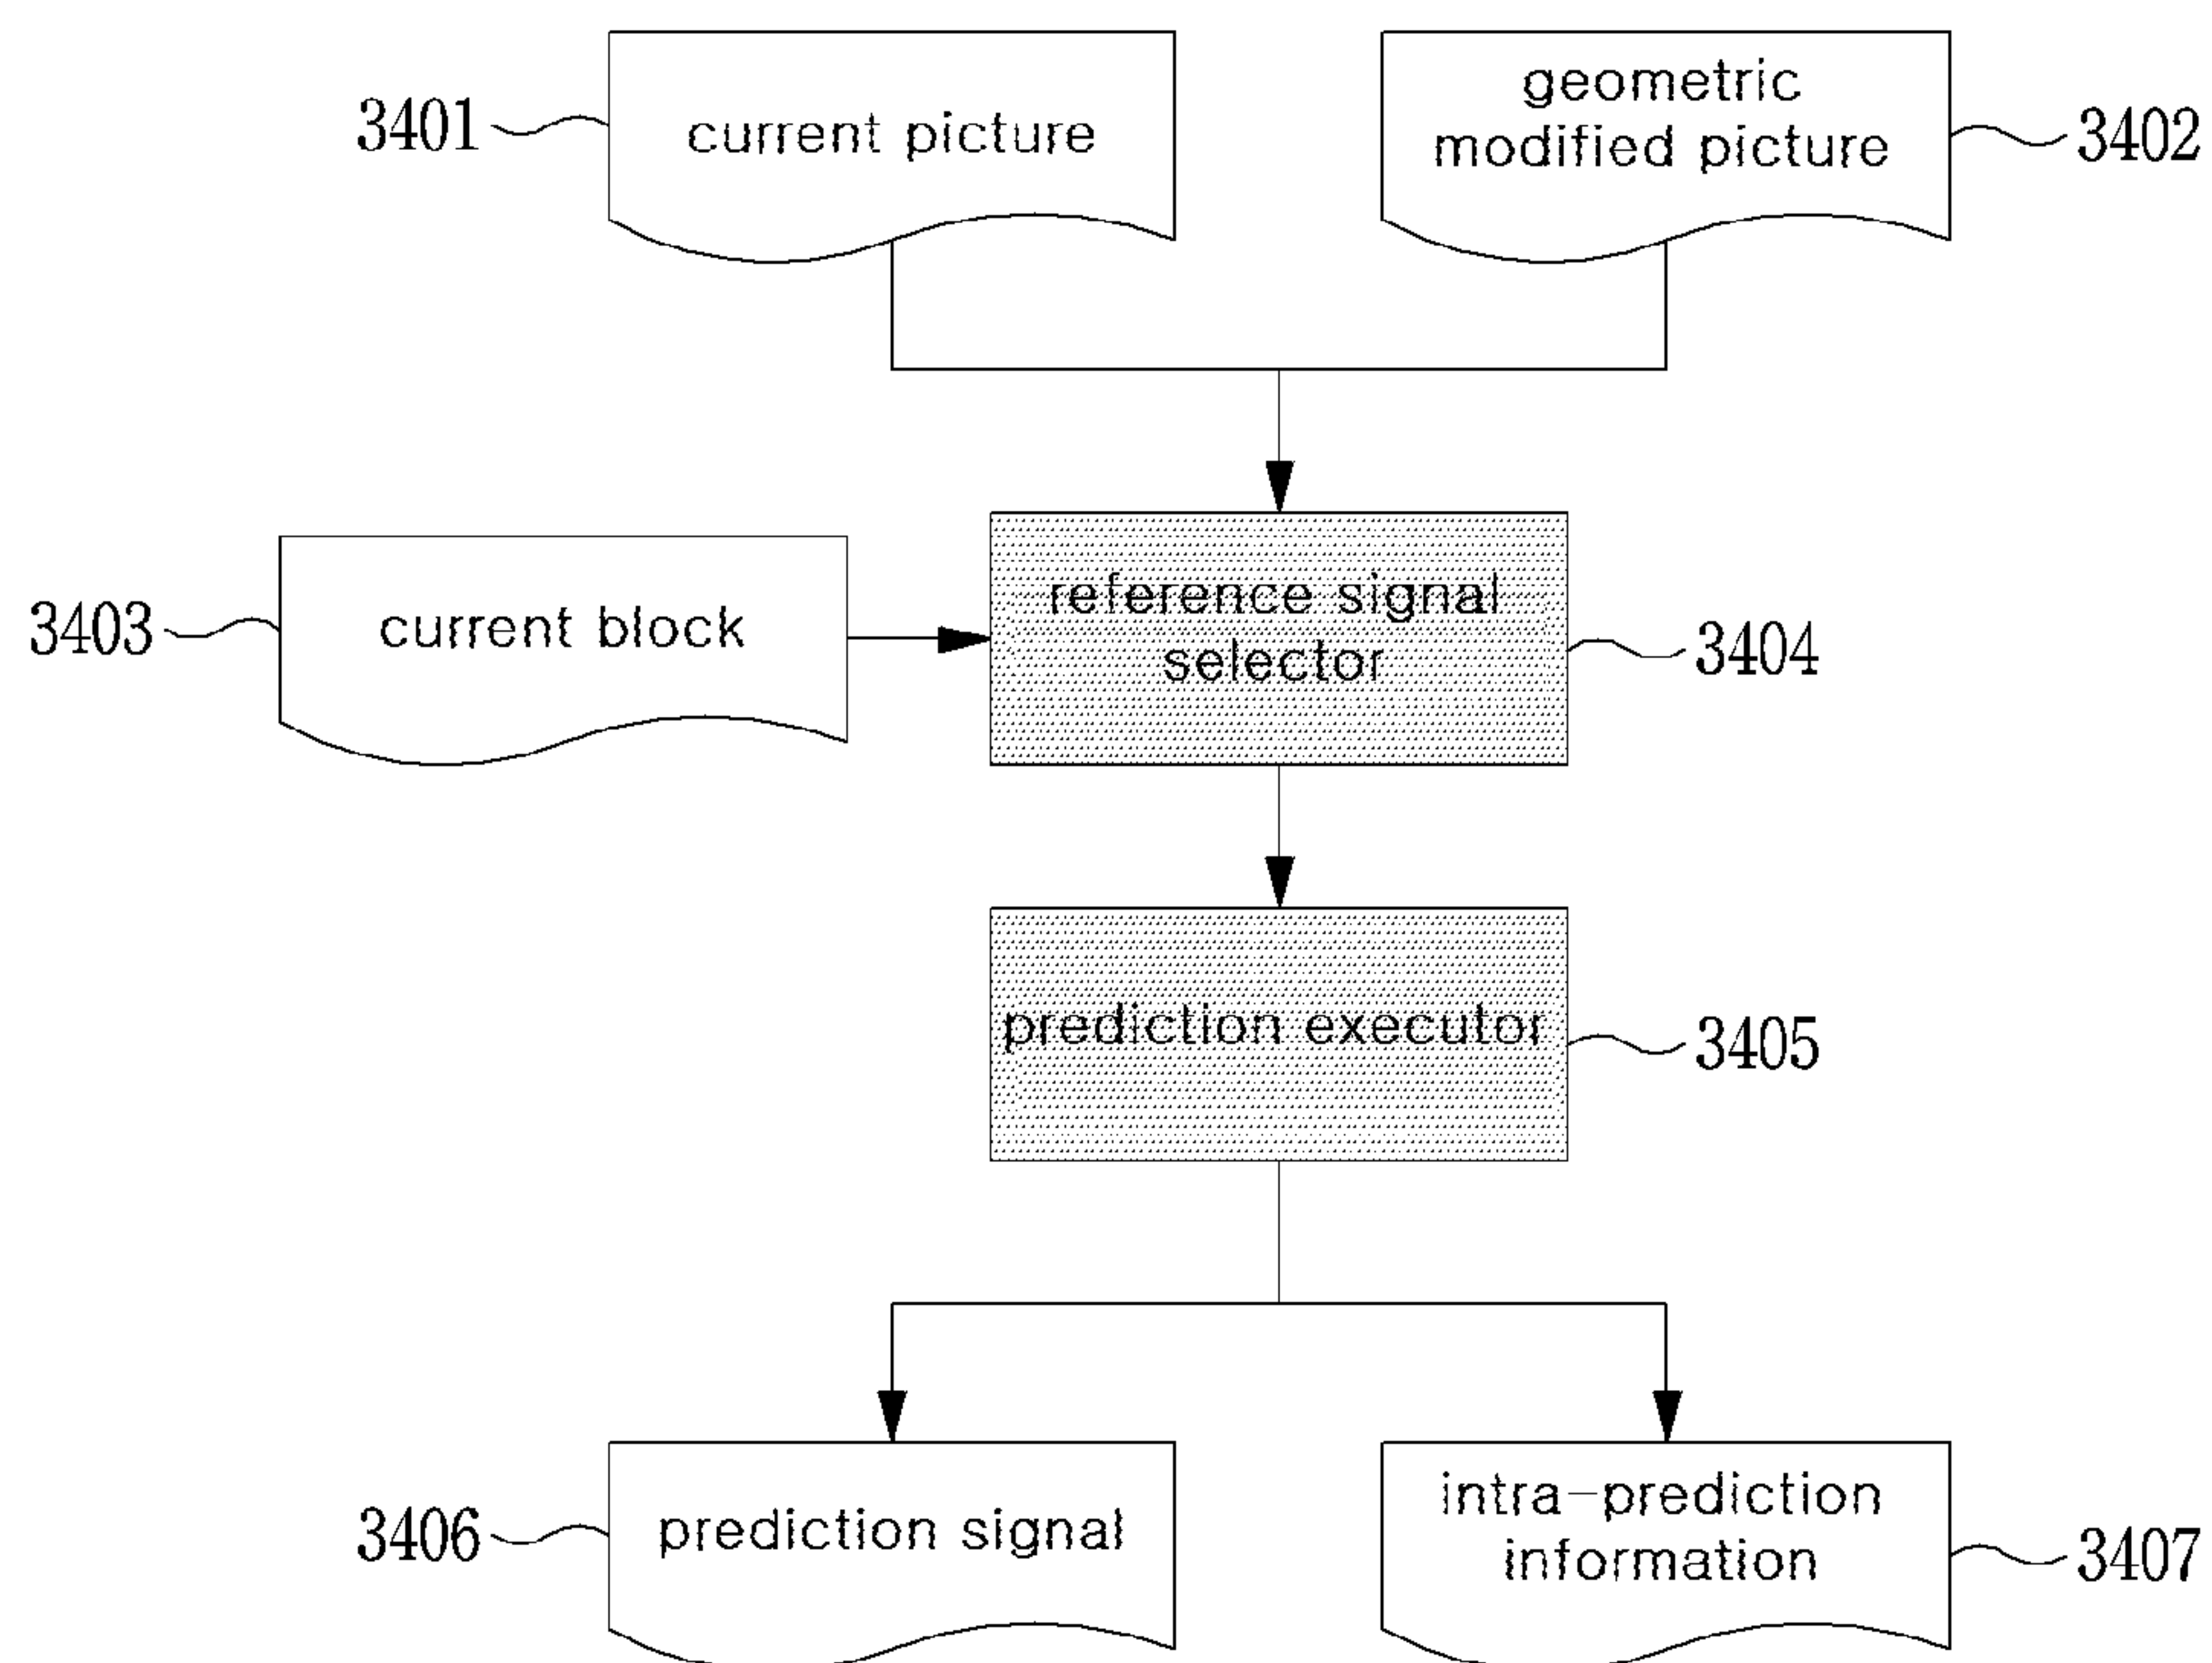 3401
current picture
geometric
modified picture
3402
3403
current block
reference signal
selector
3404
prediction executor
3405
3406
prediction signal
intra-prediction
information
3407